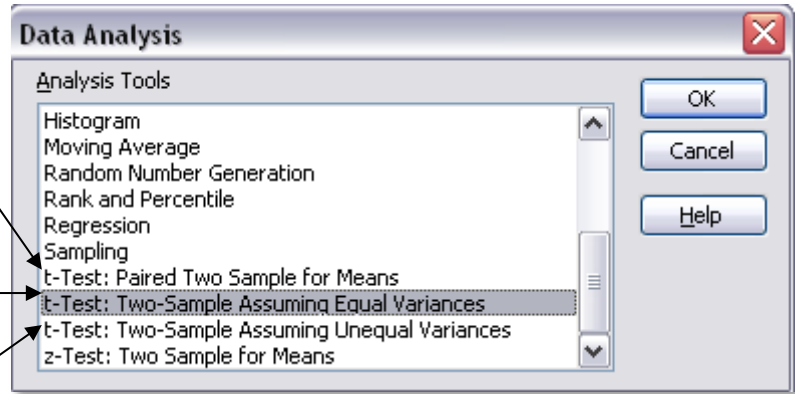 Data Analysis
Analysis Tools
Histogram
Moving Average
Random Number Generation
Rank and Percentile
Regression
Sampling
t-Test: Paired Two Sample for Means
t-Test: Two-Sample Assuming Equal Variances
t-Test: Two-Sample Assuming Unequal Variances
z-Test: Two Sample for Means
OK
Cancel
Help